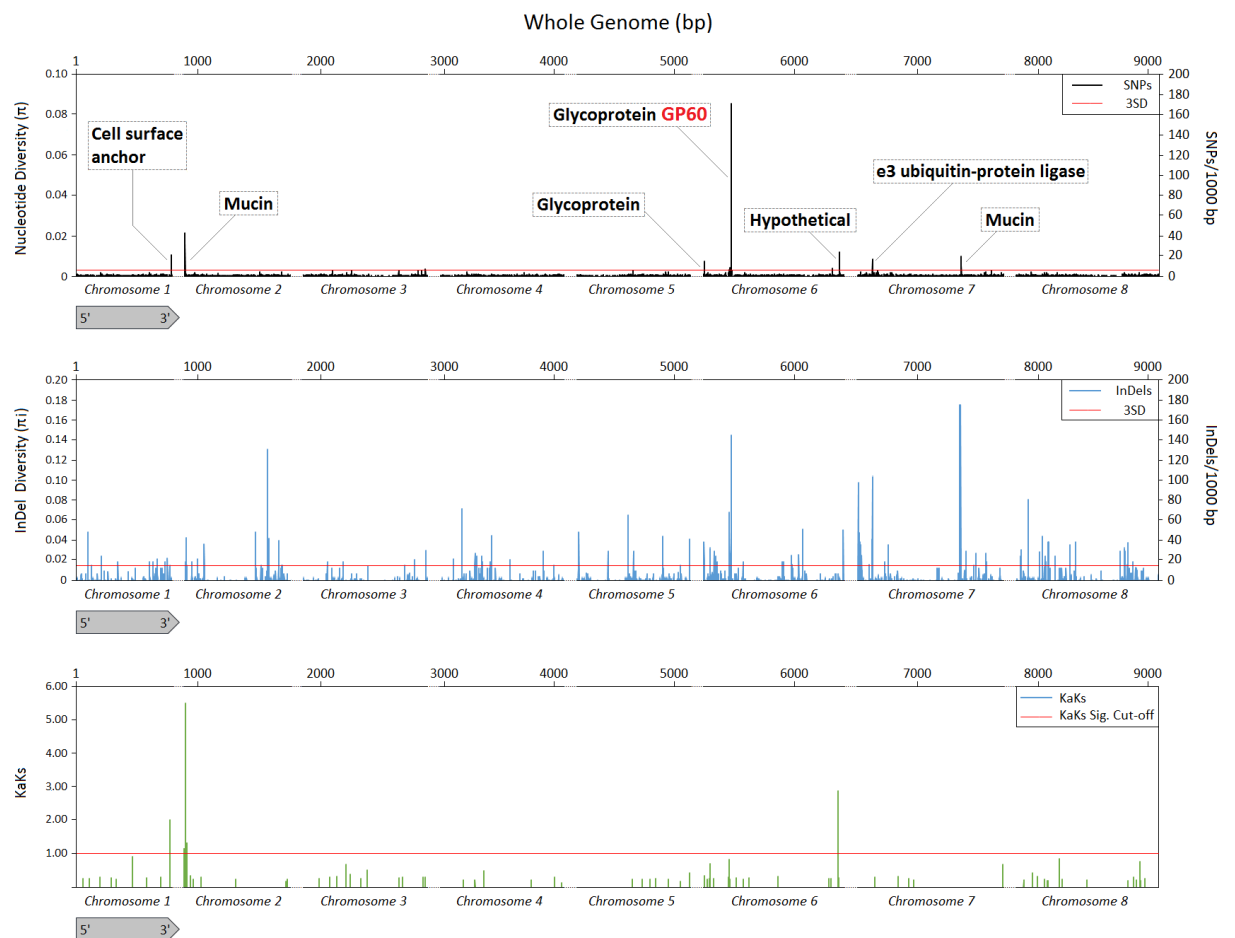 Whole Genome (bp)
1 1000 2000 3000 4000 5000 6000 7000 8000 9000
0.10
0.08
0.06
0.04
0.02
0
Nucleotide Diversity (π)
200
180
160
140
120
100
80
60
40
20
0
SNPs/1000 bp
SNPs
3SD
Cell surface
anchor
Mucin
Glycoprotein GP60
Glycoprotein
Hypothetical
e3 ubiquitin-protein ligase
Mucin
Chromosome 1 Chromosome 2 Chromosome 3 Chromosome 4 Chromosome 5 Chromosome 6 Chromosome 7 Chromosome 8
5' 3'
1 1000 2000 3000 4000 5000 6000 7000 8000 9000
0.20
0.18
0.16
0.14
0.12
0.10
0.08
0.06
0.04
0.02
0
InDel Diversity (πi)
200
180
160
140
120
100
80
60
40
20
0
InDels/1000 bp
InDels
3SD
Chromosome 1 Chromosome 2 Chromosome 3 Chromosome 4 Chromosome 5 Chromosome 6 Chromosome 7 Chromosome 8
5' 3'
1 1000 2000 3000 4000 5000 6000 7000 8000 9000
6.00
5.00
4.00
3.00
2.00
1.00
KaKs
KaKs
KaKs Sig. Cut-off
Chromosome 1 Chromosome 2 Chromosome 3 Chromosome 4 Chromosome 5 Chromosome 6 Chromosome 7 Chromosome 8
5' 3'